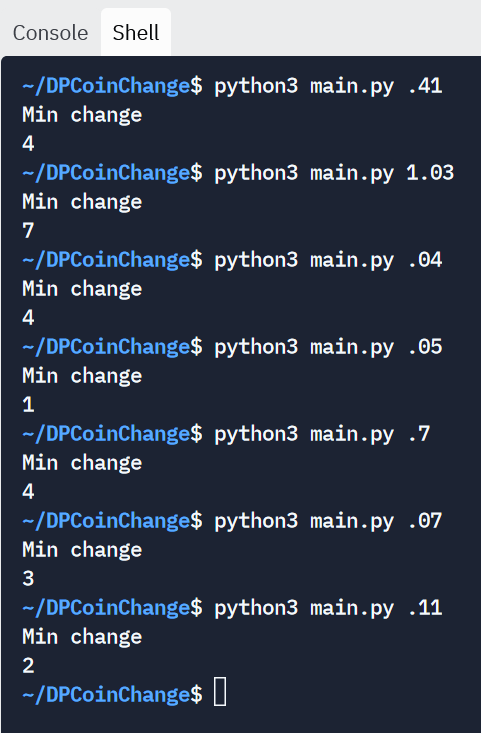 Console Shell
~/DPCoinChange$ python3 main.py .41
Min change
4
~/DPCoinChange$ python3 main.py 1.03
Min change
7
~/DPCoinChange$ python3 main.py .04
Min change
4
~/DPCoinChange$ python3 main.py .05
Min change
1
~/DPCoinChange$ python3 main.py .7
Min change
4
~/DPCoinChange$ python3 main.py .07
Min change
3
~/DPCoinChange$ python3 main.py .11
Min change
2
~/DPCoinChange$